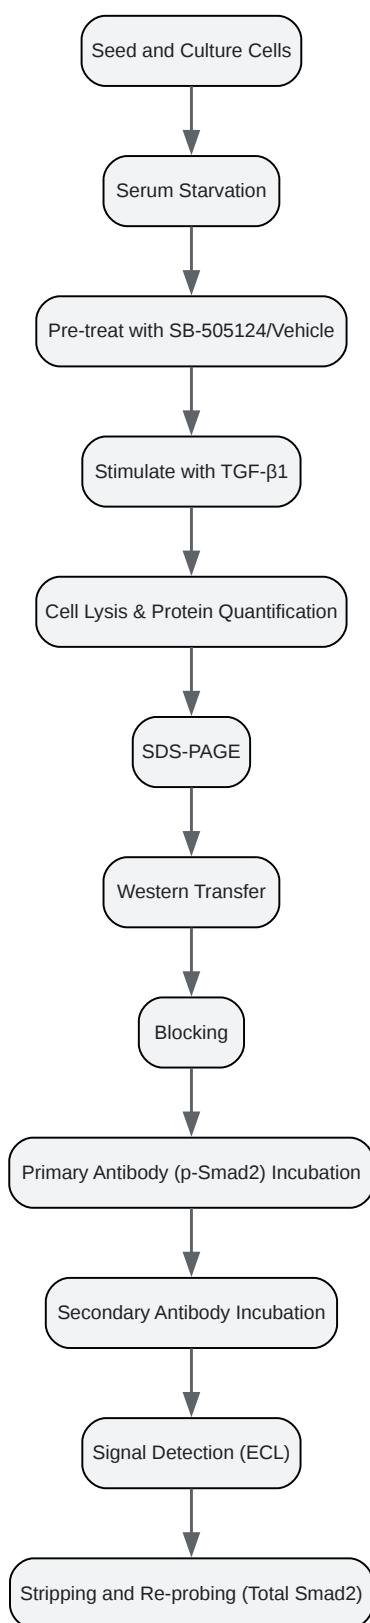 Seed and Culture Cells
Serum Starvation
Pre-treat with SB-505124/Vehicle
Stimulate with TGF-β1
Cell Lysis & Protein Quantification
SDS-PAGE
Western Transfer
Blocking
Primary Antibody (p-Smad2) Incubation
Secondary Antibody Incubation
Signal Detection (ECL)
Stripping and Re-probing (Total Smad2)